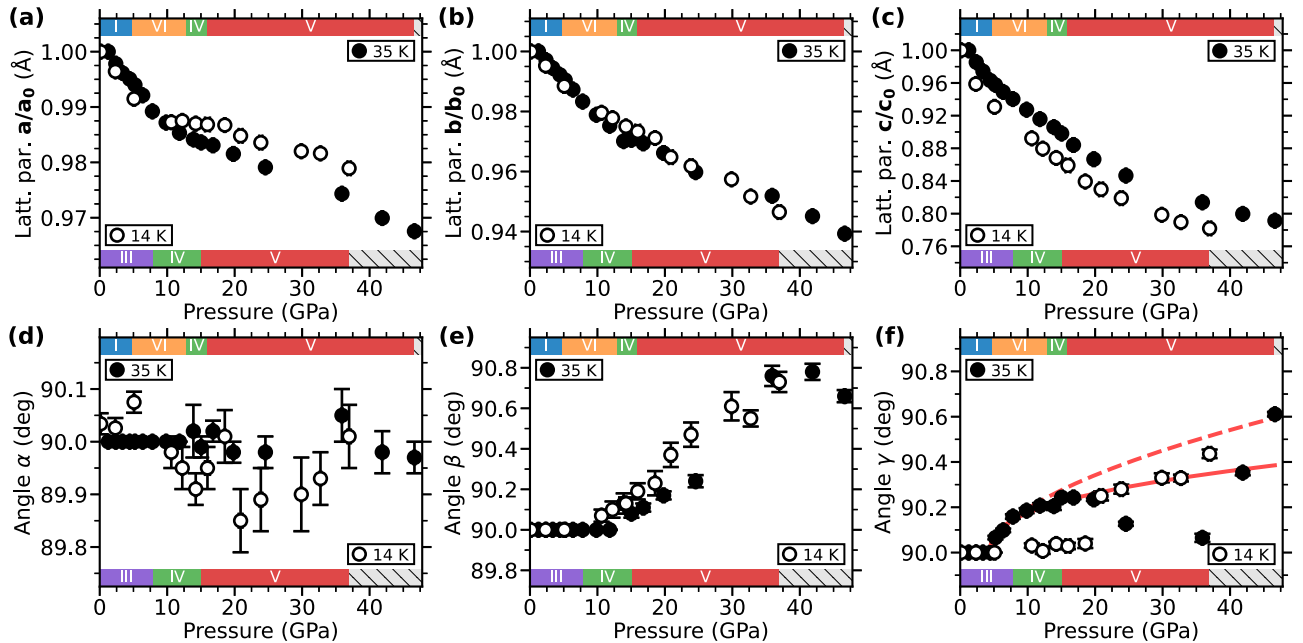 (a)
I VI IV V
35 K
14 K
III IV V
1.00
0.99
0.98
0.97
Latt. par. a/a0 (Å)
0 10 20 30 40
Pressure (GPa)
(b)
I VI IV V
35 K
14 K
III IV V
1.00
0.98
0.96
0.94
Latt. par. b/b0 (Å)
0 10 20 30 40
Pressure (GPa)
(c)
I VI IV V
35 K
14 K
III IV V
1.00
0.96
0.92
0.88
0.84
0.80
0.76
Latt. par. c/c0 (Å)
0 10 20 30 40
Pressure (GPa)
(d)
I VI IV V
35 K
14 K
III IV V
90.1
90.0
89.9
89.8
Angle α (deg)
0 10 20 30 40
Pressure (GPa)
(e)
I VI IV V
35 K
14 K
III IV V
90.8
90.6
90.4
90.2
90.0
89.8
Angle β (deg)
0 10 20 30 40
Pressure (GPa)
(f)
I VI IV V
35 K
14 K
III IV V
90.8
90.6
90.4
90.2
90.0
Angle γ (deg)
0 10 20 30 40
Pressure (GPa)